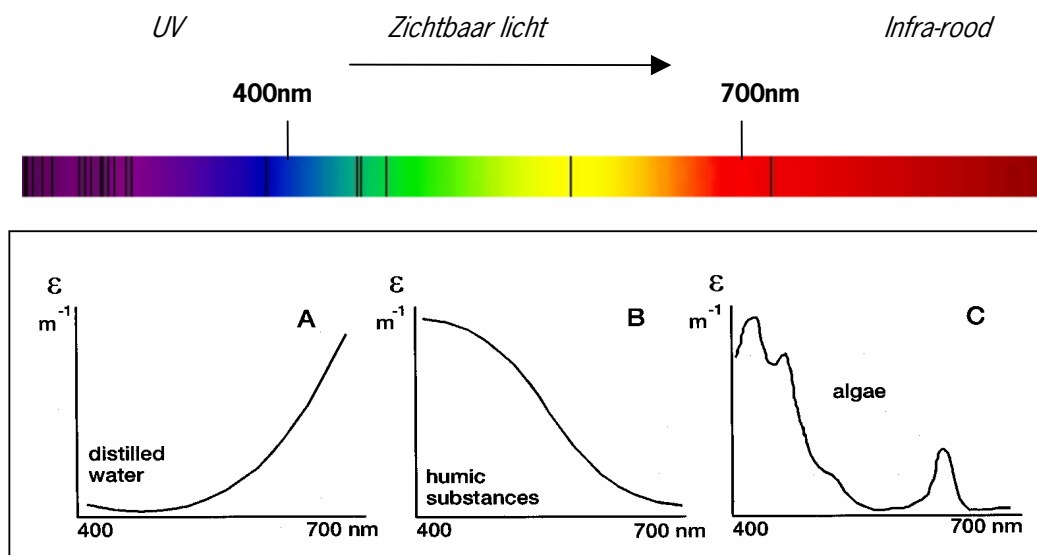 UV Zichtbaar licht Infra-rood
400nm 700nm
ε ε ε
m⁻¹ A m⁻¹ B m⁻¹ C
algae
distilled
water
humic
substances
400 700 nm 400 700 nm 400 700 nm